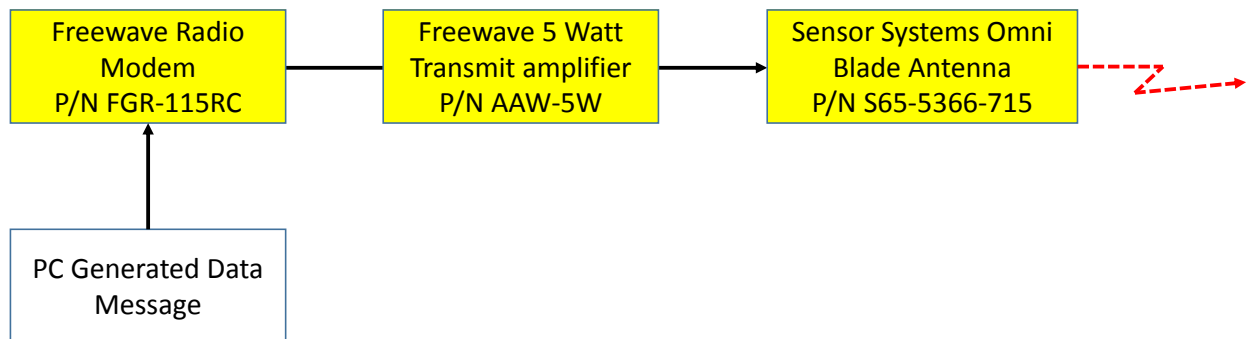 Freewave Radio
Modem
P/N FGR-115RC
Freewave 5 Watt
Transmit amplifier
P/N AAW-5W
Sensor Systems Omni
Blade Antenna
P/N S65-5366-715
PC Generated Data
Message